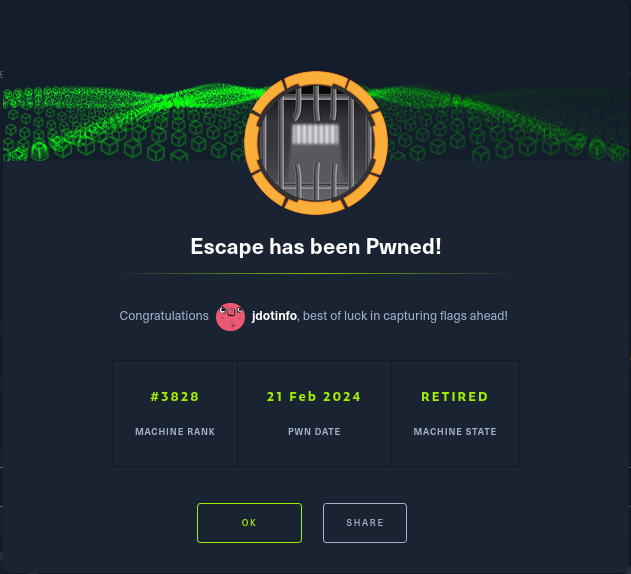 Escape has been Pwned!
Congratulations jdotinfo, best of luck in capturing flags ahead!
#3828 21 Feb 2024 RETIRED
MACHINE RANK PWN DATE MACHINE STATE
OK SHARE